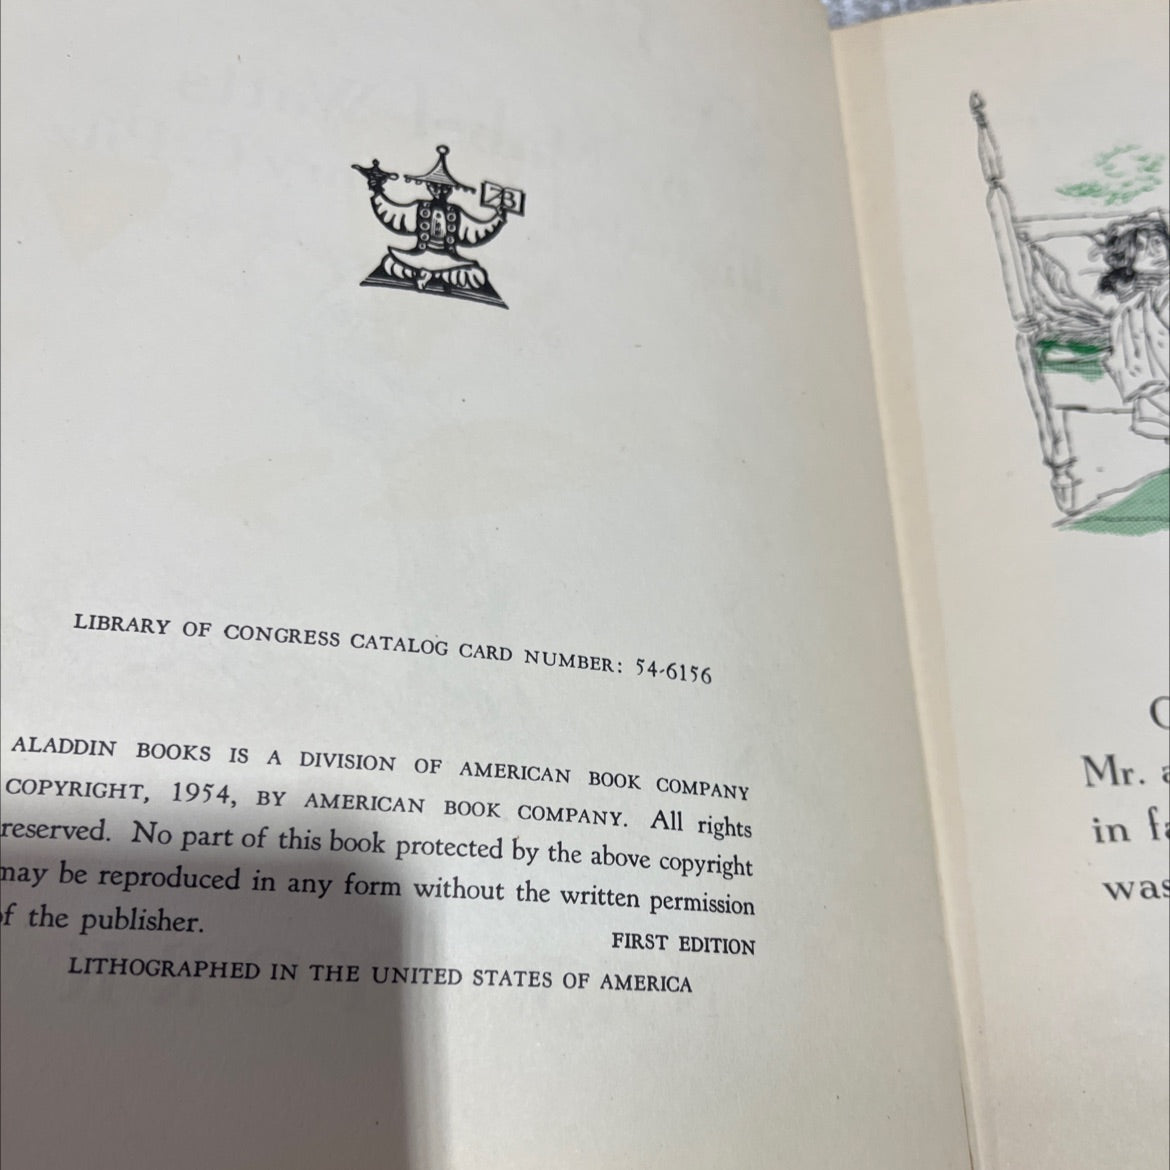 LIBRARY OF CONGRESS CATALOG CARD NUMBER: 54-6156
ALADDIN BOOKS IS A DIVISION OF AMERICAN BOOK COMPANY
COPYRIGHT, 1954, BY AMERICAN BOOK COMPANY. All rights
reserved. No part of this book protected by the above copyright
may be reproduced in any form without the written permission
of the publisher.
FIRST EDITION
LITHOGRAPHED IN THE UNITED STATES OF AMERICA
Mr.
in
was